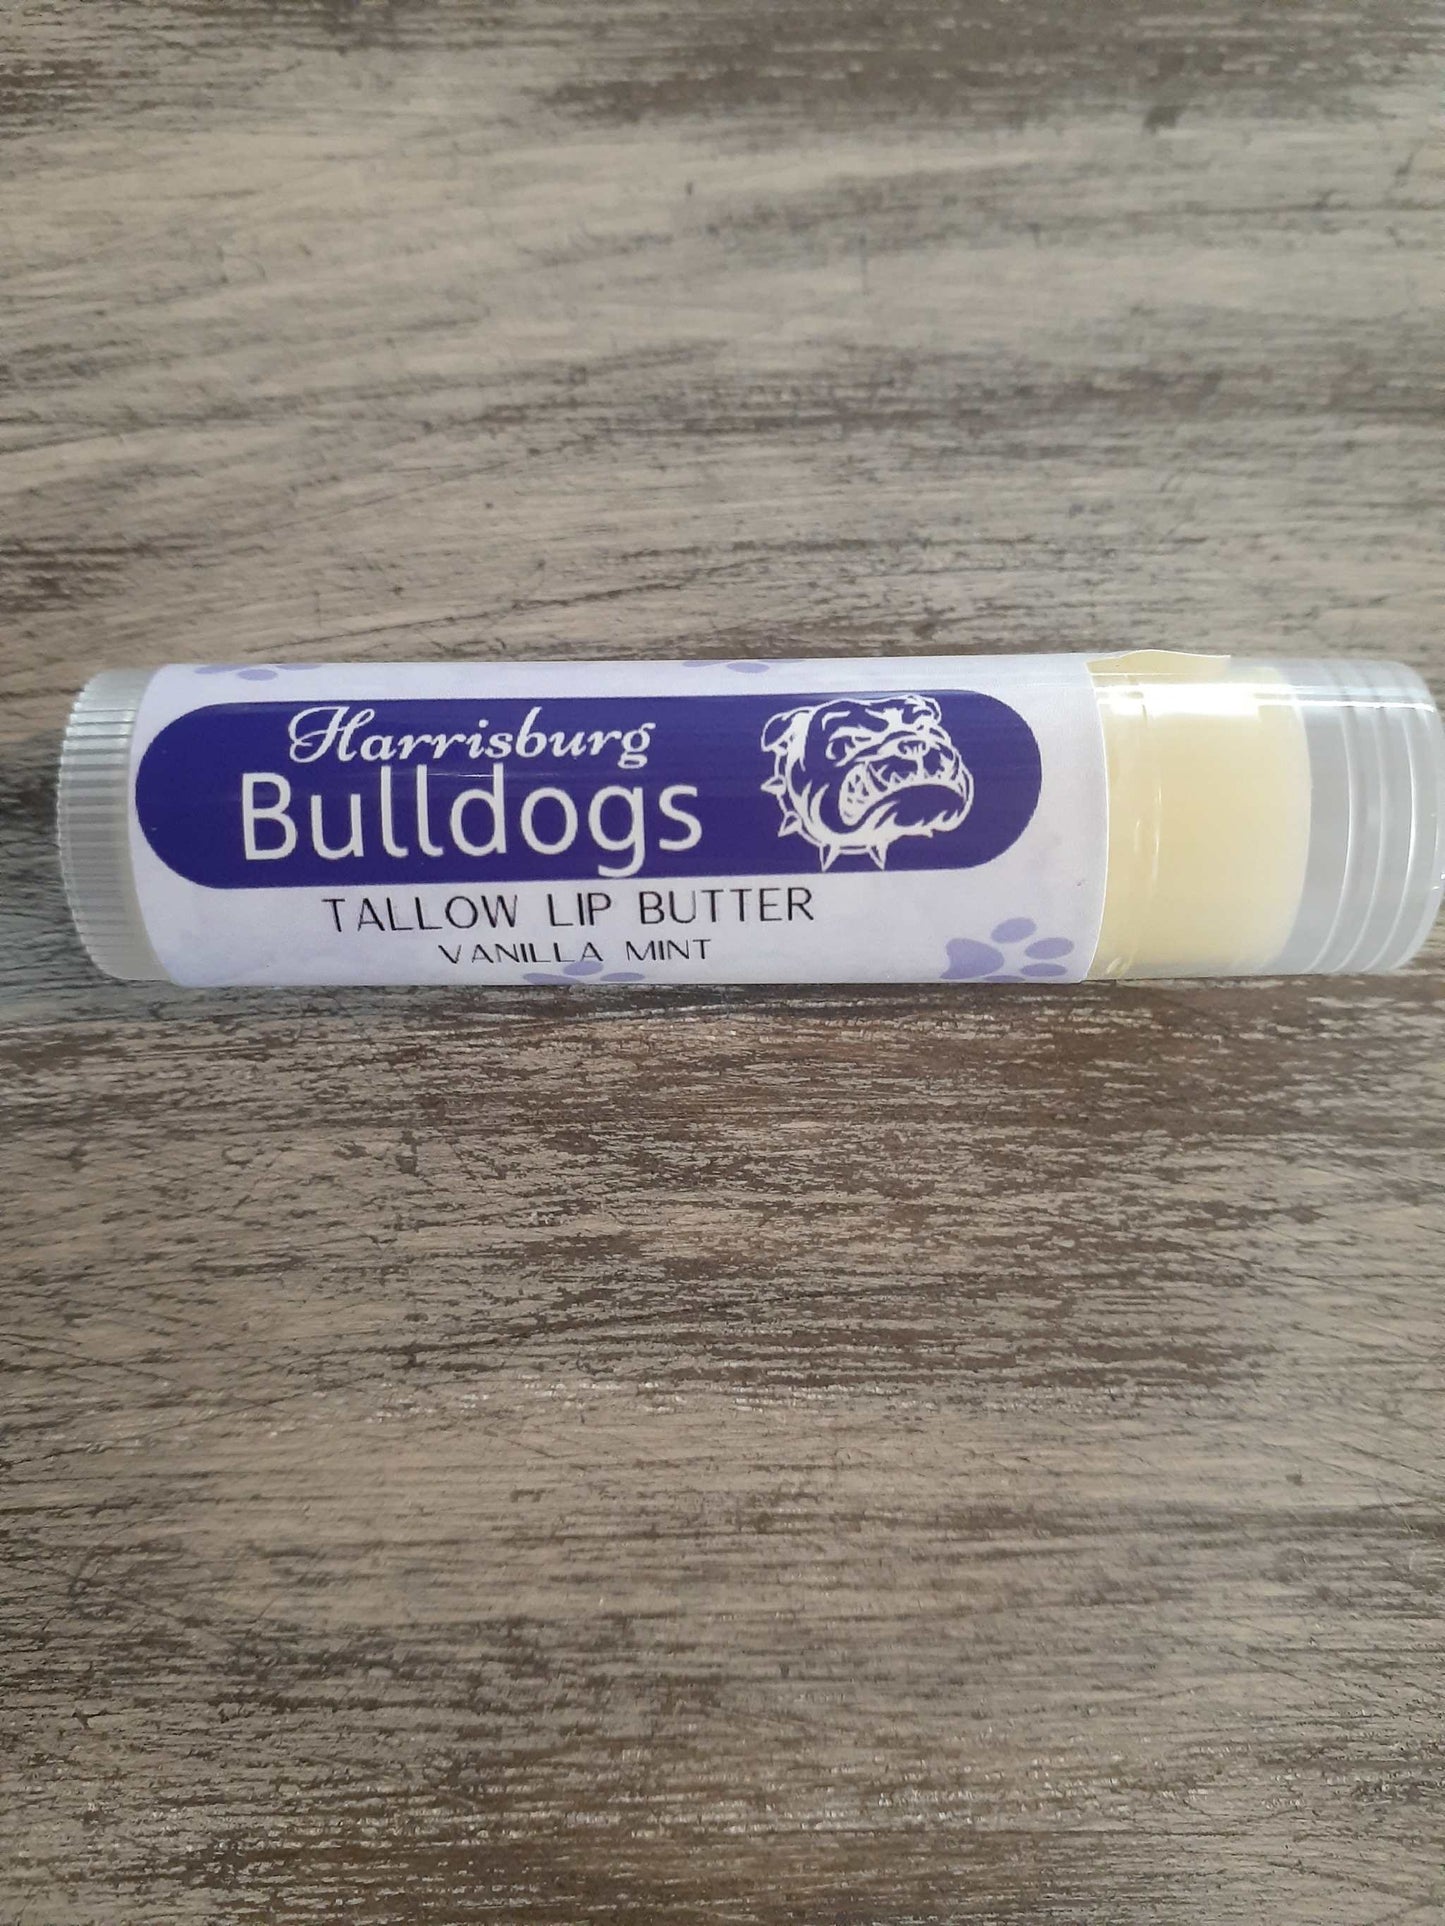 Harrisburg
Bulldogs
TALLOW LIP BUTTER
VANILLA MINT